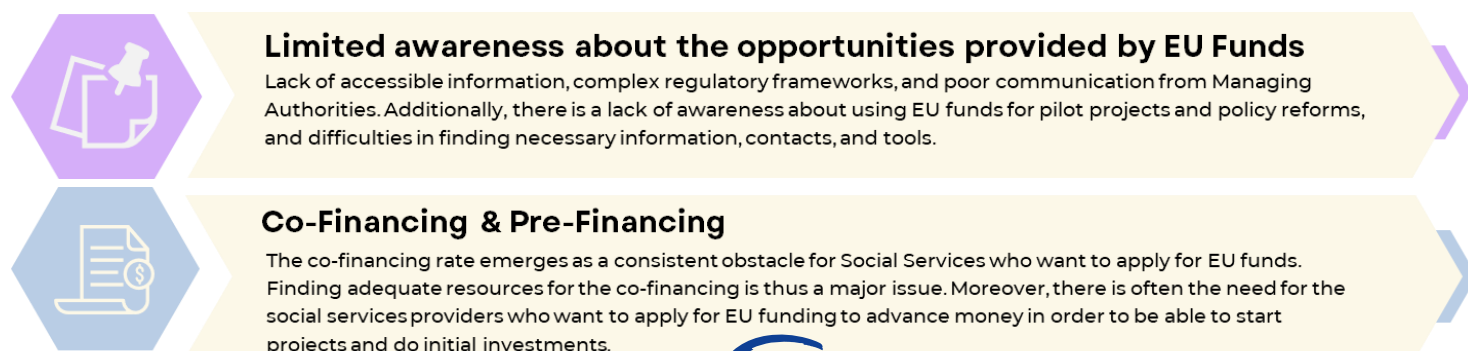 Limited awareness about the opportunities provided by EU Funds
Lack of accessible information, complex regulatory frameworks, and poor communication from Managing
Authorities. Additionally, there is a lack of awareness about using EU funds for pilot projects and policy reforms,
and difficulties in finding necessary information, contacts, and tools.
Co-Financing & Pre-Financing
The co-financing rate emerges as a consistent obstacle for Social Services who want to apply for EU funds.
Finding adequate resources for the co-financing is thus a major issue. Moreover, there is often the need for the
social services providers who want to apply for EU funding to advance money in order to be able to start
projects and do initial investments.
$